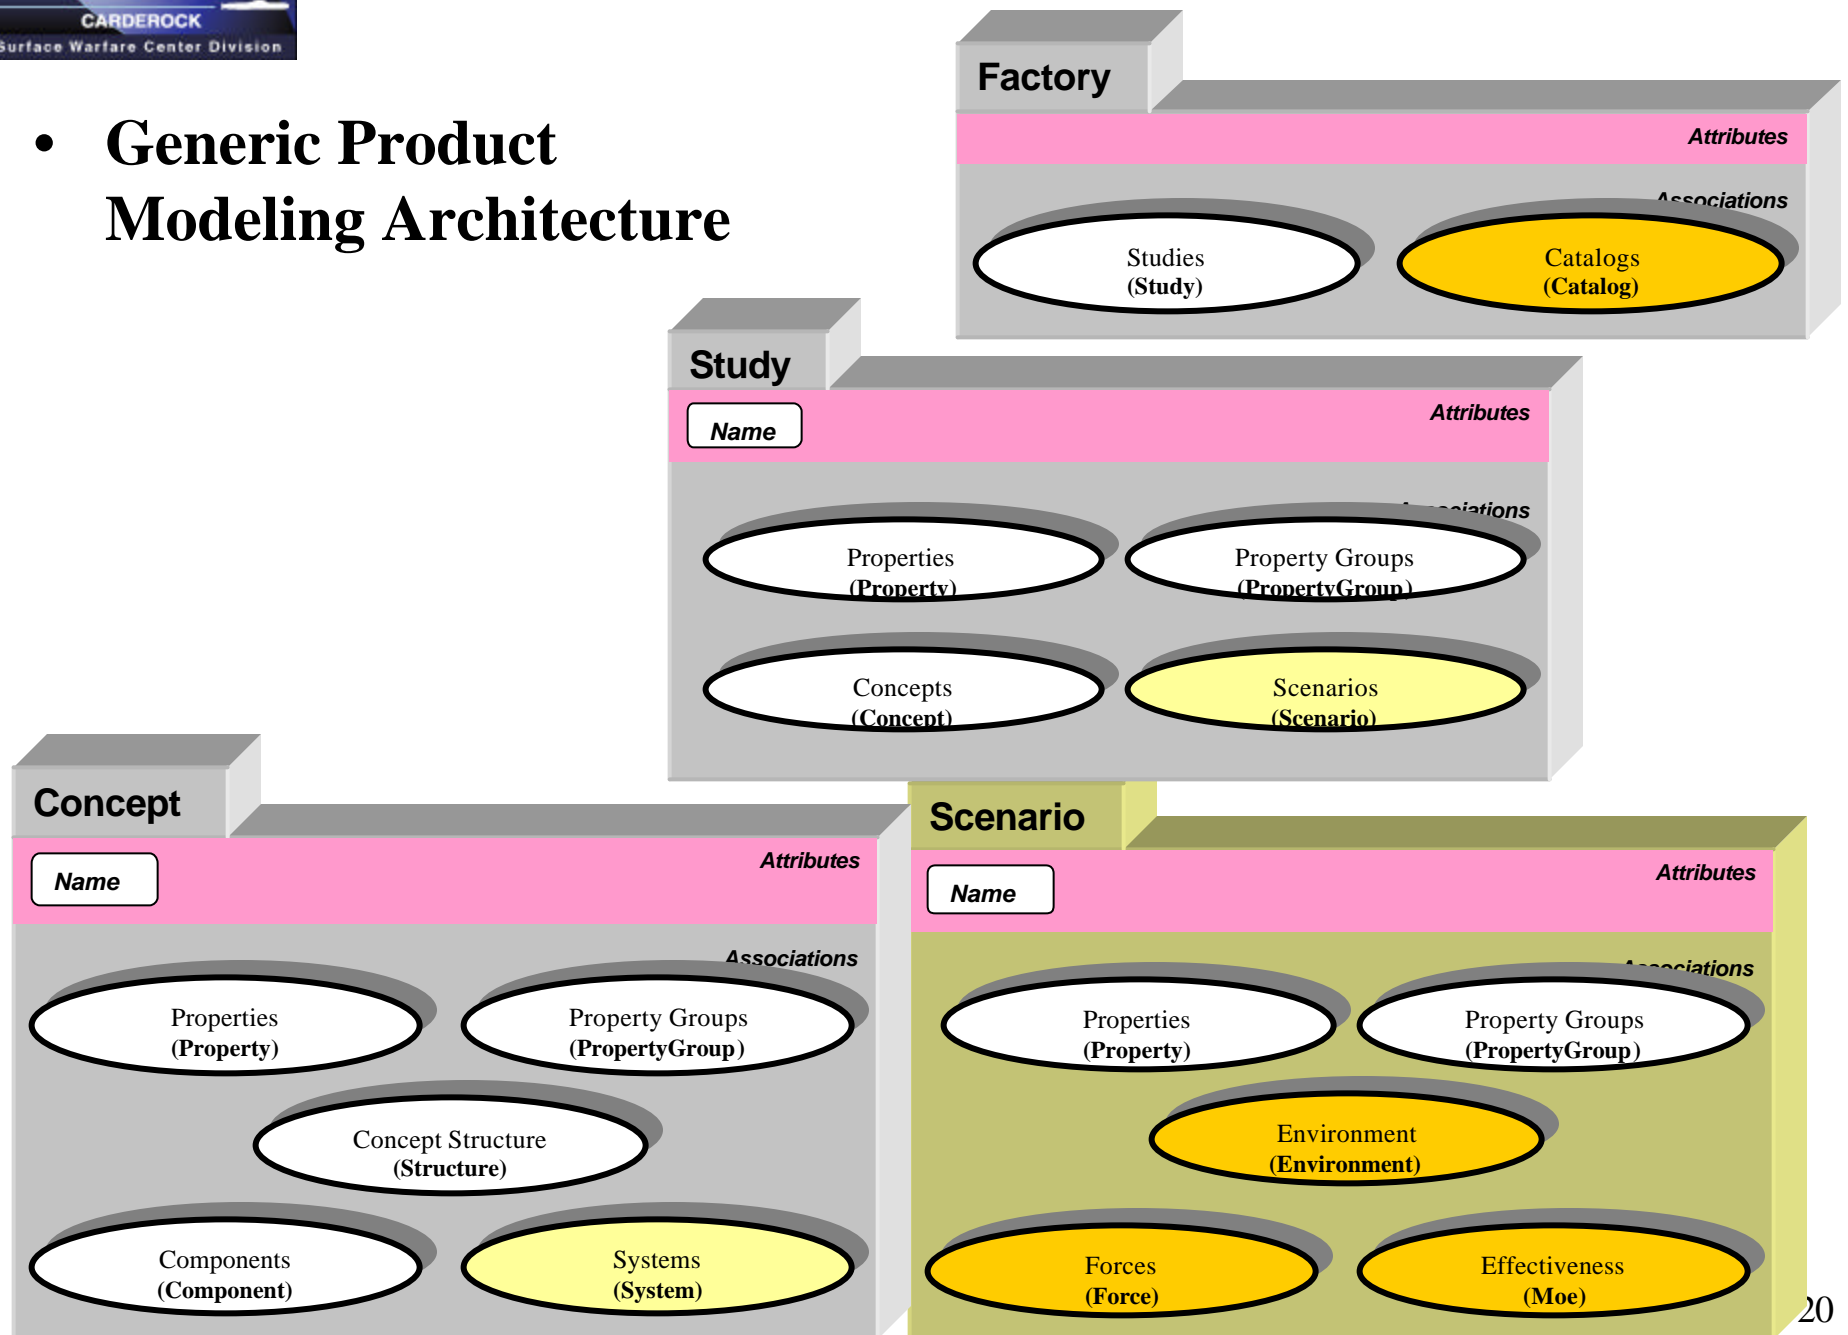 CARDEROCK
Surface Warfare Center Division
• Generic Product
Modeling Architecture
Factory
Attributes
Associations
Studies
(Study)
Catalogs
(Catalog)
Study
Name
Attributes
Associations
Properties
(Property)
Property Groups
(PropertyGroup)
Concepts
(Concept)
Scenarios
(Scenario)
Concept
Name
Attributes
Associations
Properties
(Property)
Property Groups
(PropertyGroup)
Concept Structure
(Structure)
Components
(Component)
Systems
(System)
Scenario
Name
Attributes
Associations
Properties
(Property)
Property Groups
(PropertyGroup)
Environment
(Environment)
Forces
(Force)
Effectiveness
(Moe)
20